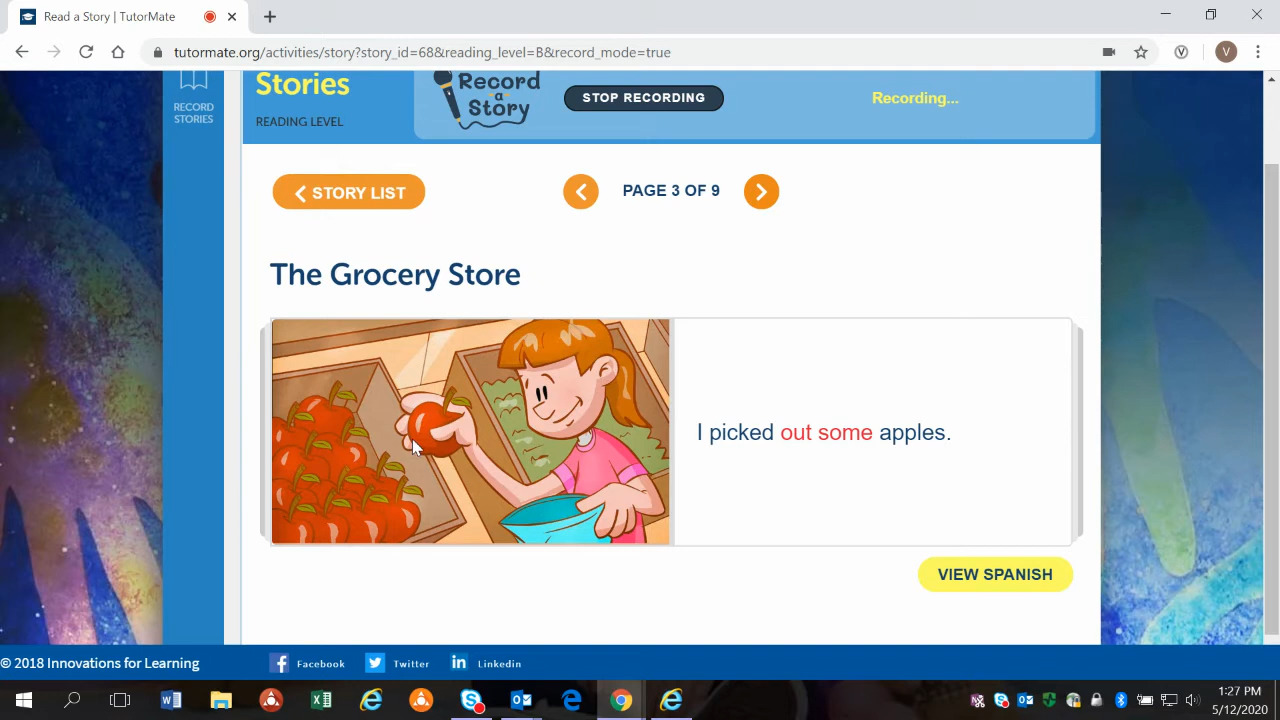 Read a Story | TutorMate
tutormate.org/activities/story?story_id=68&reading_level=B&record_mode=true
V
V
RECORD
STORIES
Stories
READING LEVEL
Record
a
Story
STOP RECORDING
Recording...
STORY LIST
PAGE 3 OF 9
The Grocery Store
I picked out some apples.
VIEW SPANISH
© 2018 Innovations for Learning
Facebook
Twitter
Linkedin
1:27 PM
5/12/2020